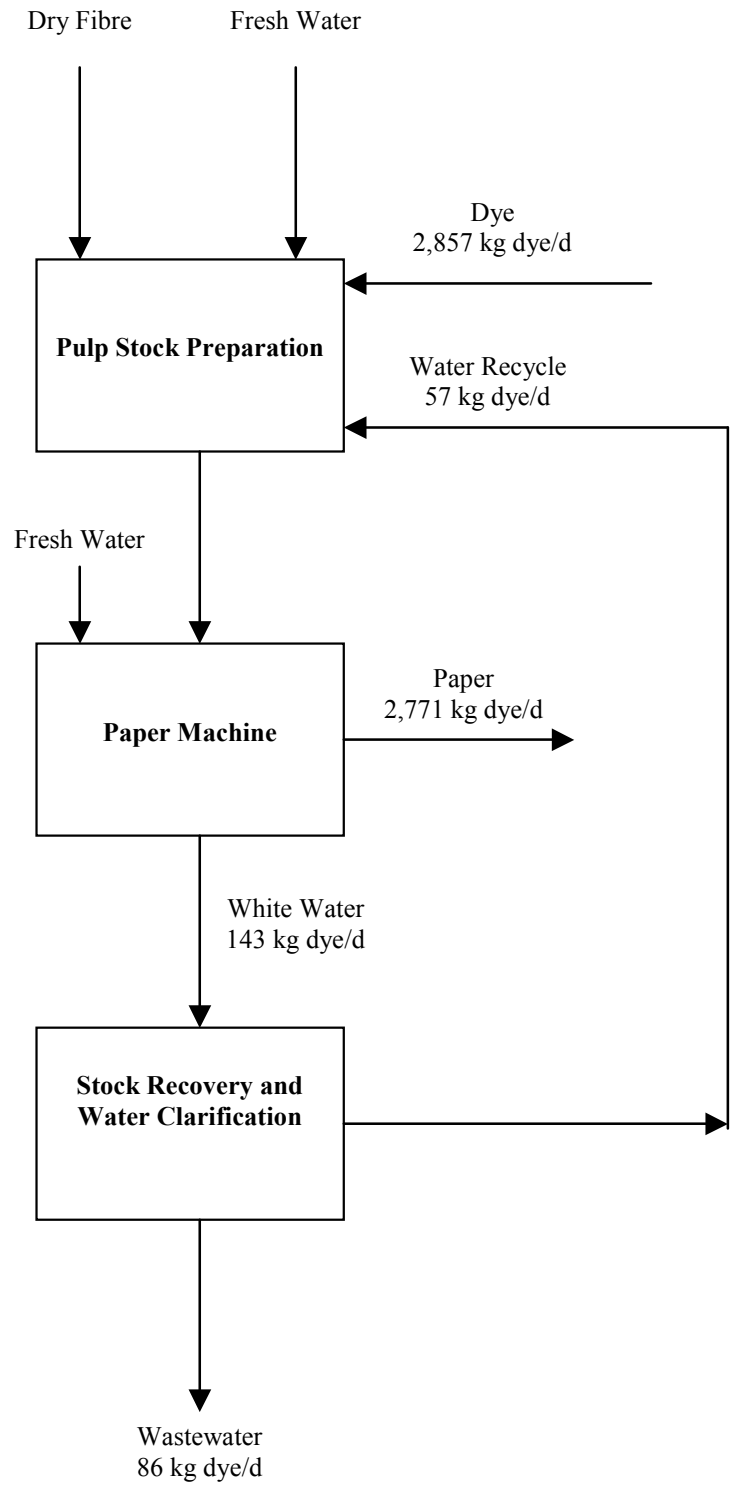 Dry Fibre
Fresh Water
Dye
2,857 kg dye/d
Pulp Stock Preparation
Water Recycle
57 kg dye/d
Fresh Water
Paper
2,771 kg dye/d
Paper Machine
White Water
143 kg dye/d
Stock Recovery and
Water Clarification
Wastewater
86 kg dye/d